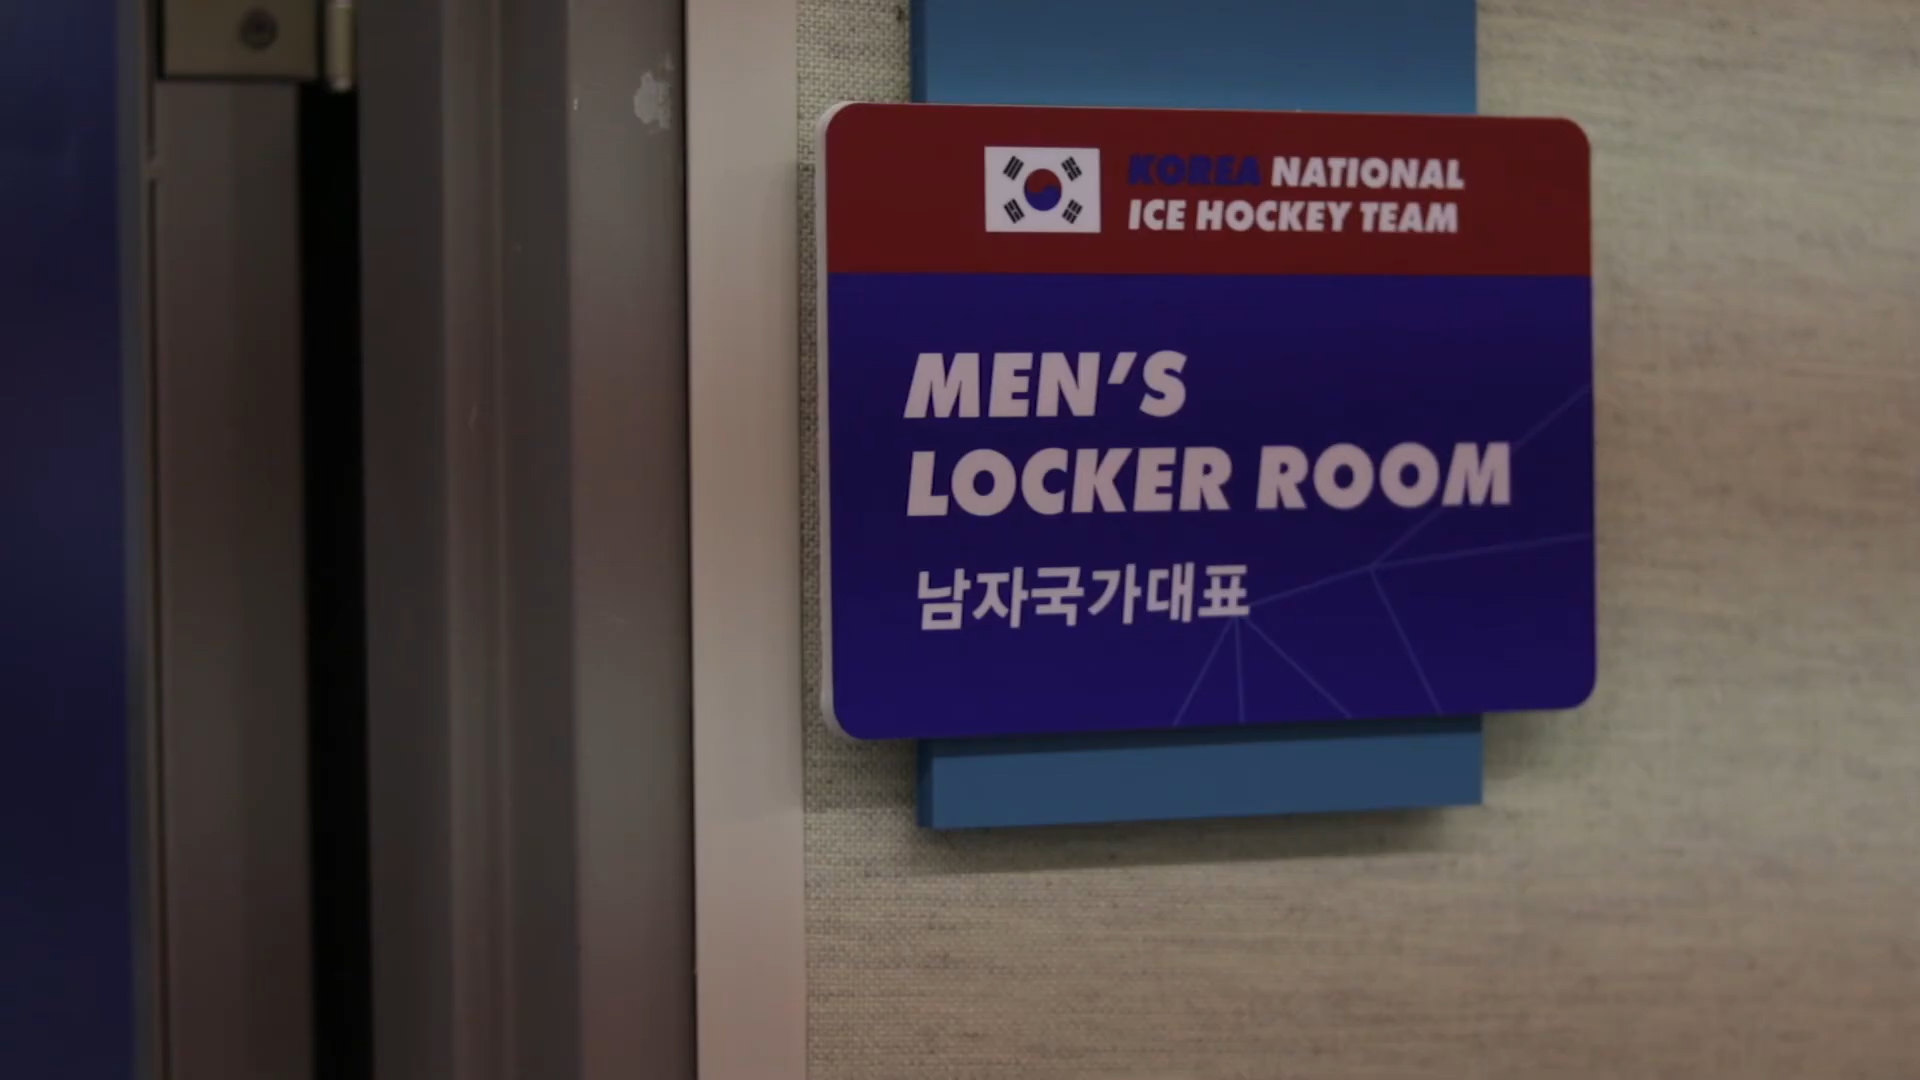 KOREA NATIONAL
ICE HOCKEY TEAM
MEN'S
LOCKER ROOM
남자국가대표